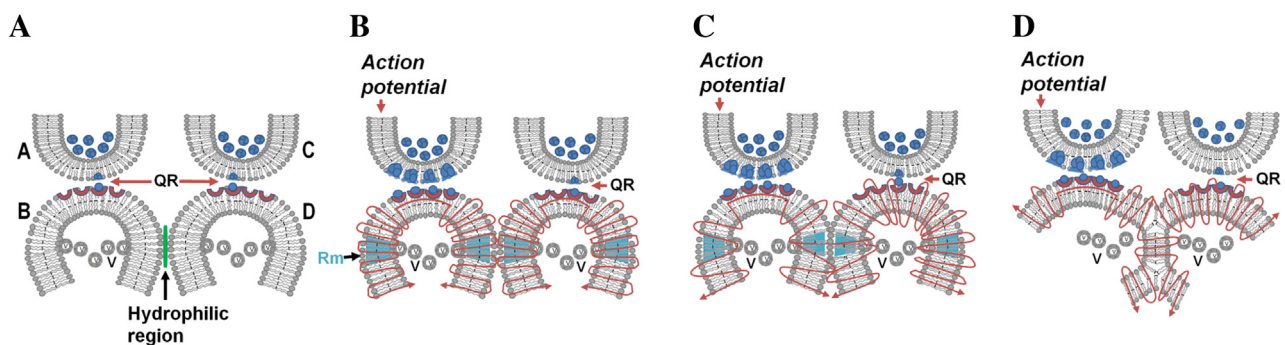 A
B
C
D
Action
potential
Action
potential
Action
potential
A
C
QR
B
D
V
V
V
V
V
V
V
V
V
Hydrophilic
region
QR
Rm
V
QR
V
V
QR
V
V